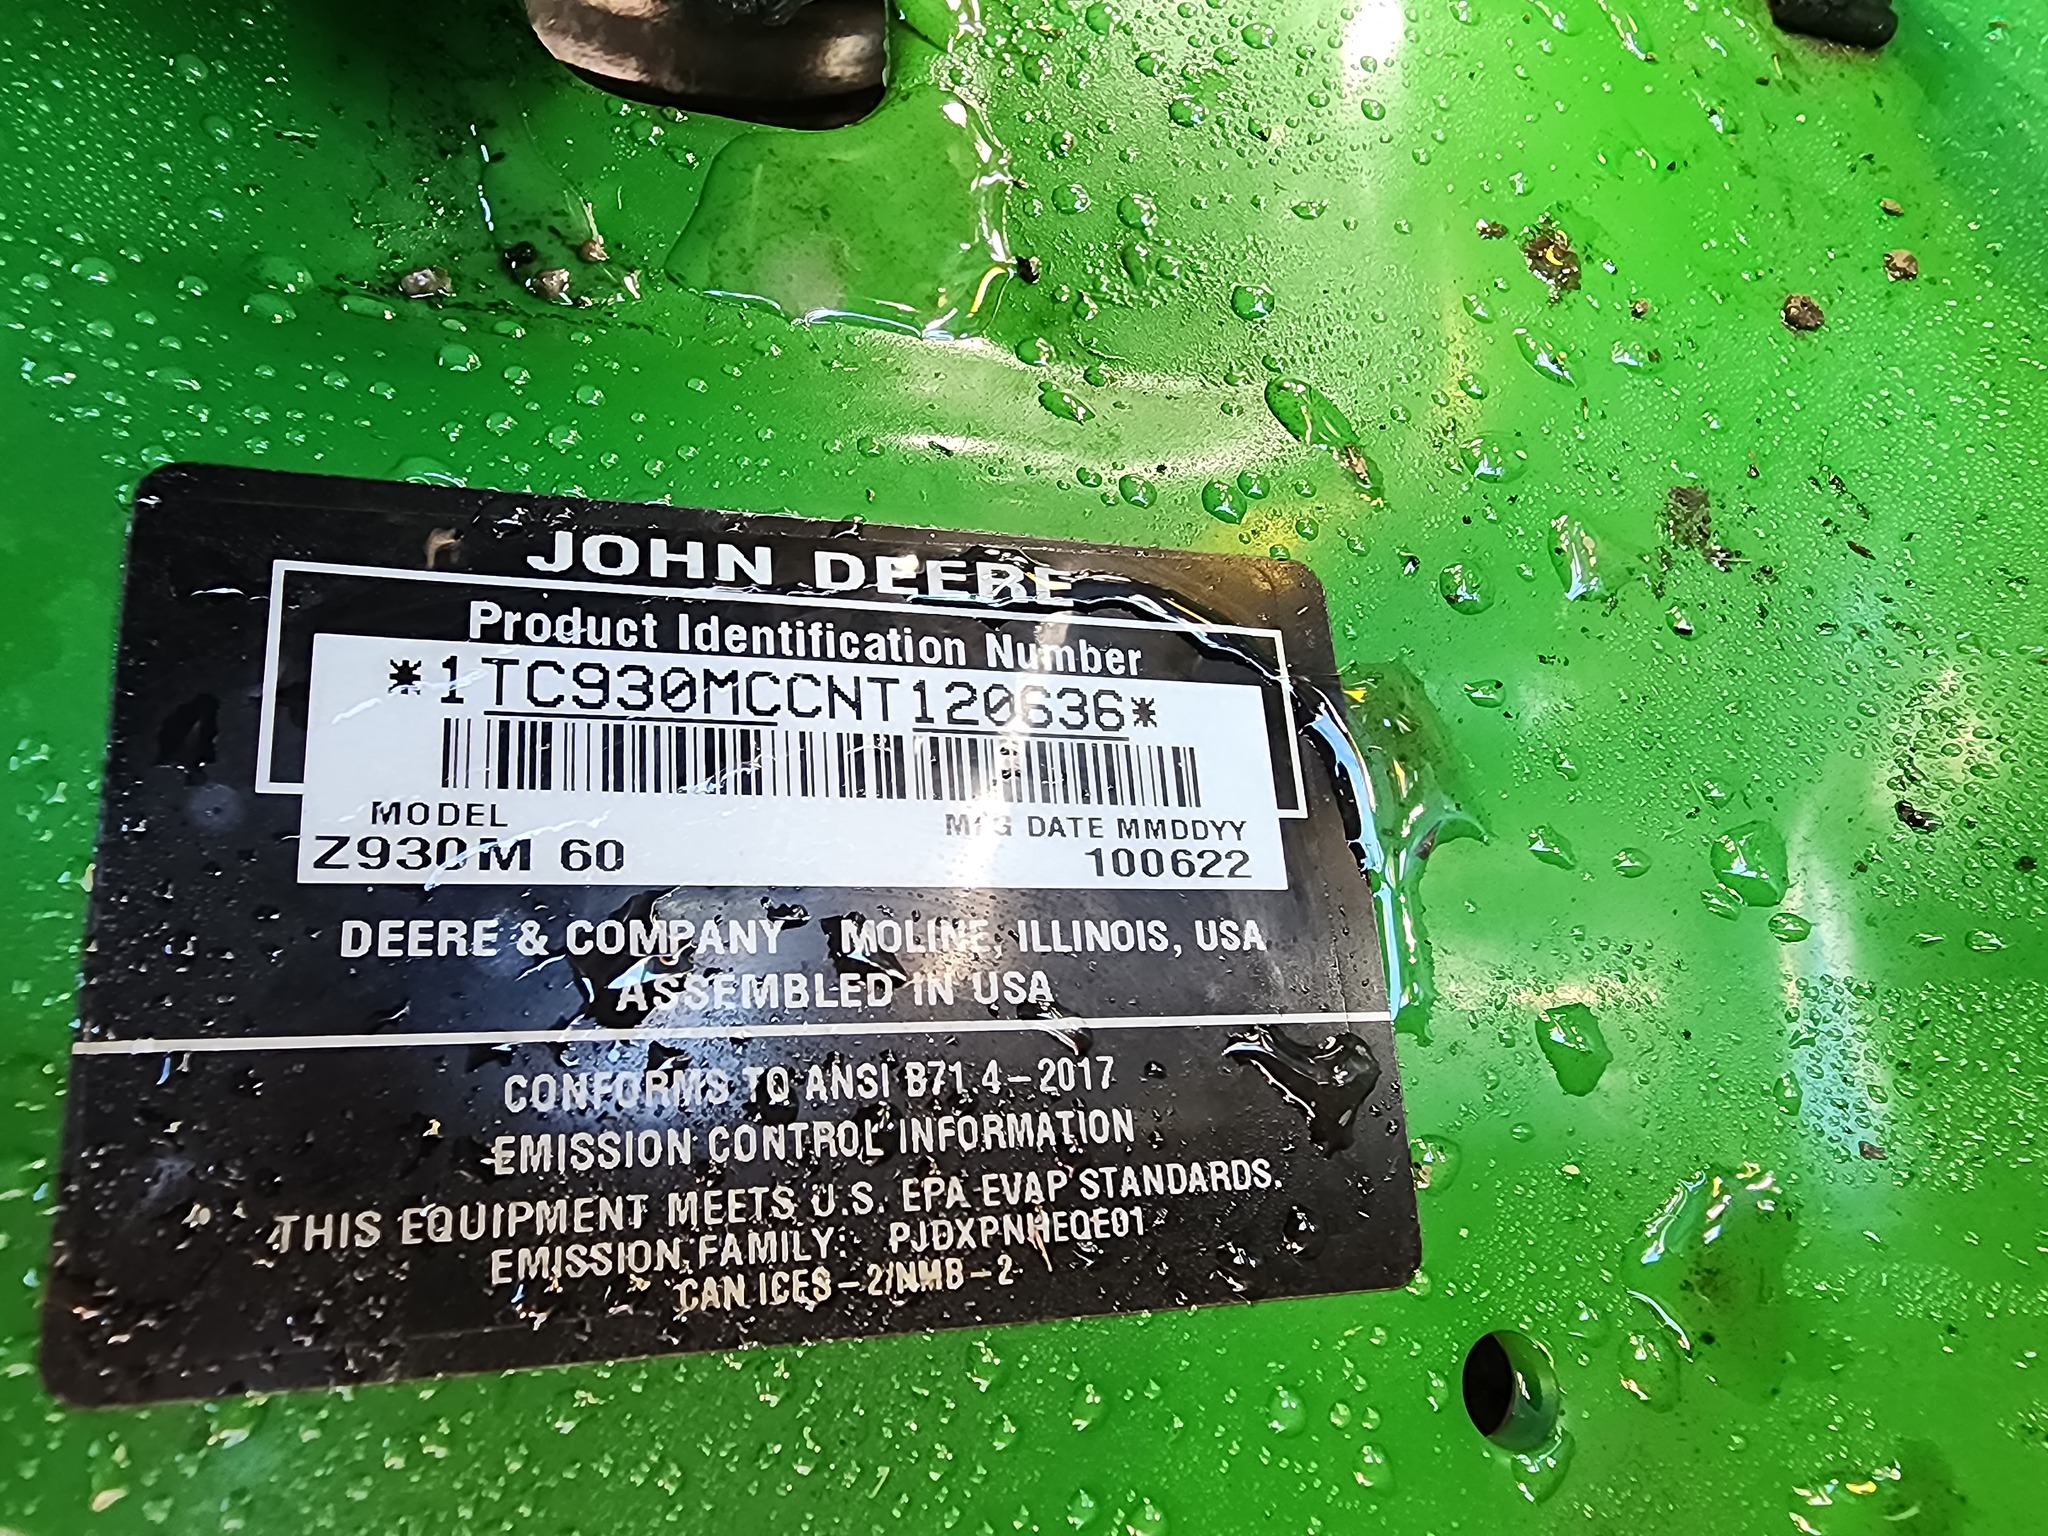 JOHN DEERE
Product Identification Number
*1TC930MCCNT120636*
MODEL
MFG DATE MMDDYY
Z930M 60
100622
DEERE & COMPANY MOLINE, ILLINOIS, USA
ASSEMBLED IN USA
CONFORMS TO ANSI B71.4-2017
EMISSION CONTROL INFORMATION
THIS EQUIPMENT MEETS U.S. EPA EVAP STANDARDS.
EMISSION FAMILY: PJDXPNHEQE01
CAN ICES-2/NMB-2